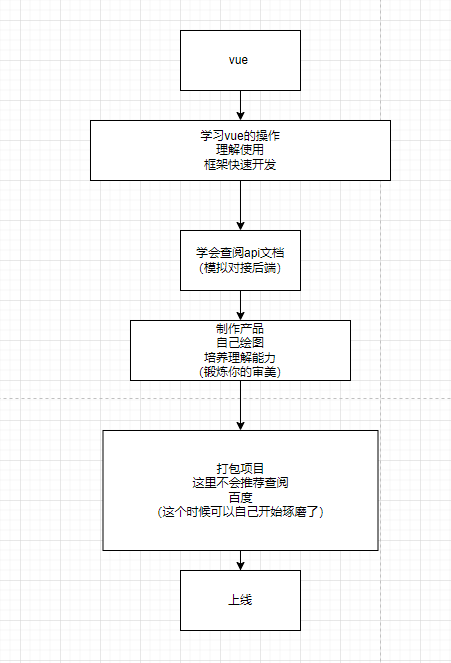 vue
学习vue的操作
理解使用
框架快速开发
学会查阅api文档
（模拟对接后端）
制作产品
自己绘图
培养理解能力
（锻炼你的审美）
打包项目
这里不会推荐查阅
百度
（这个时候可以自己开始琢磨了）
上线